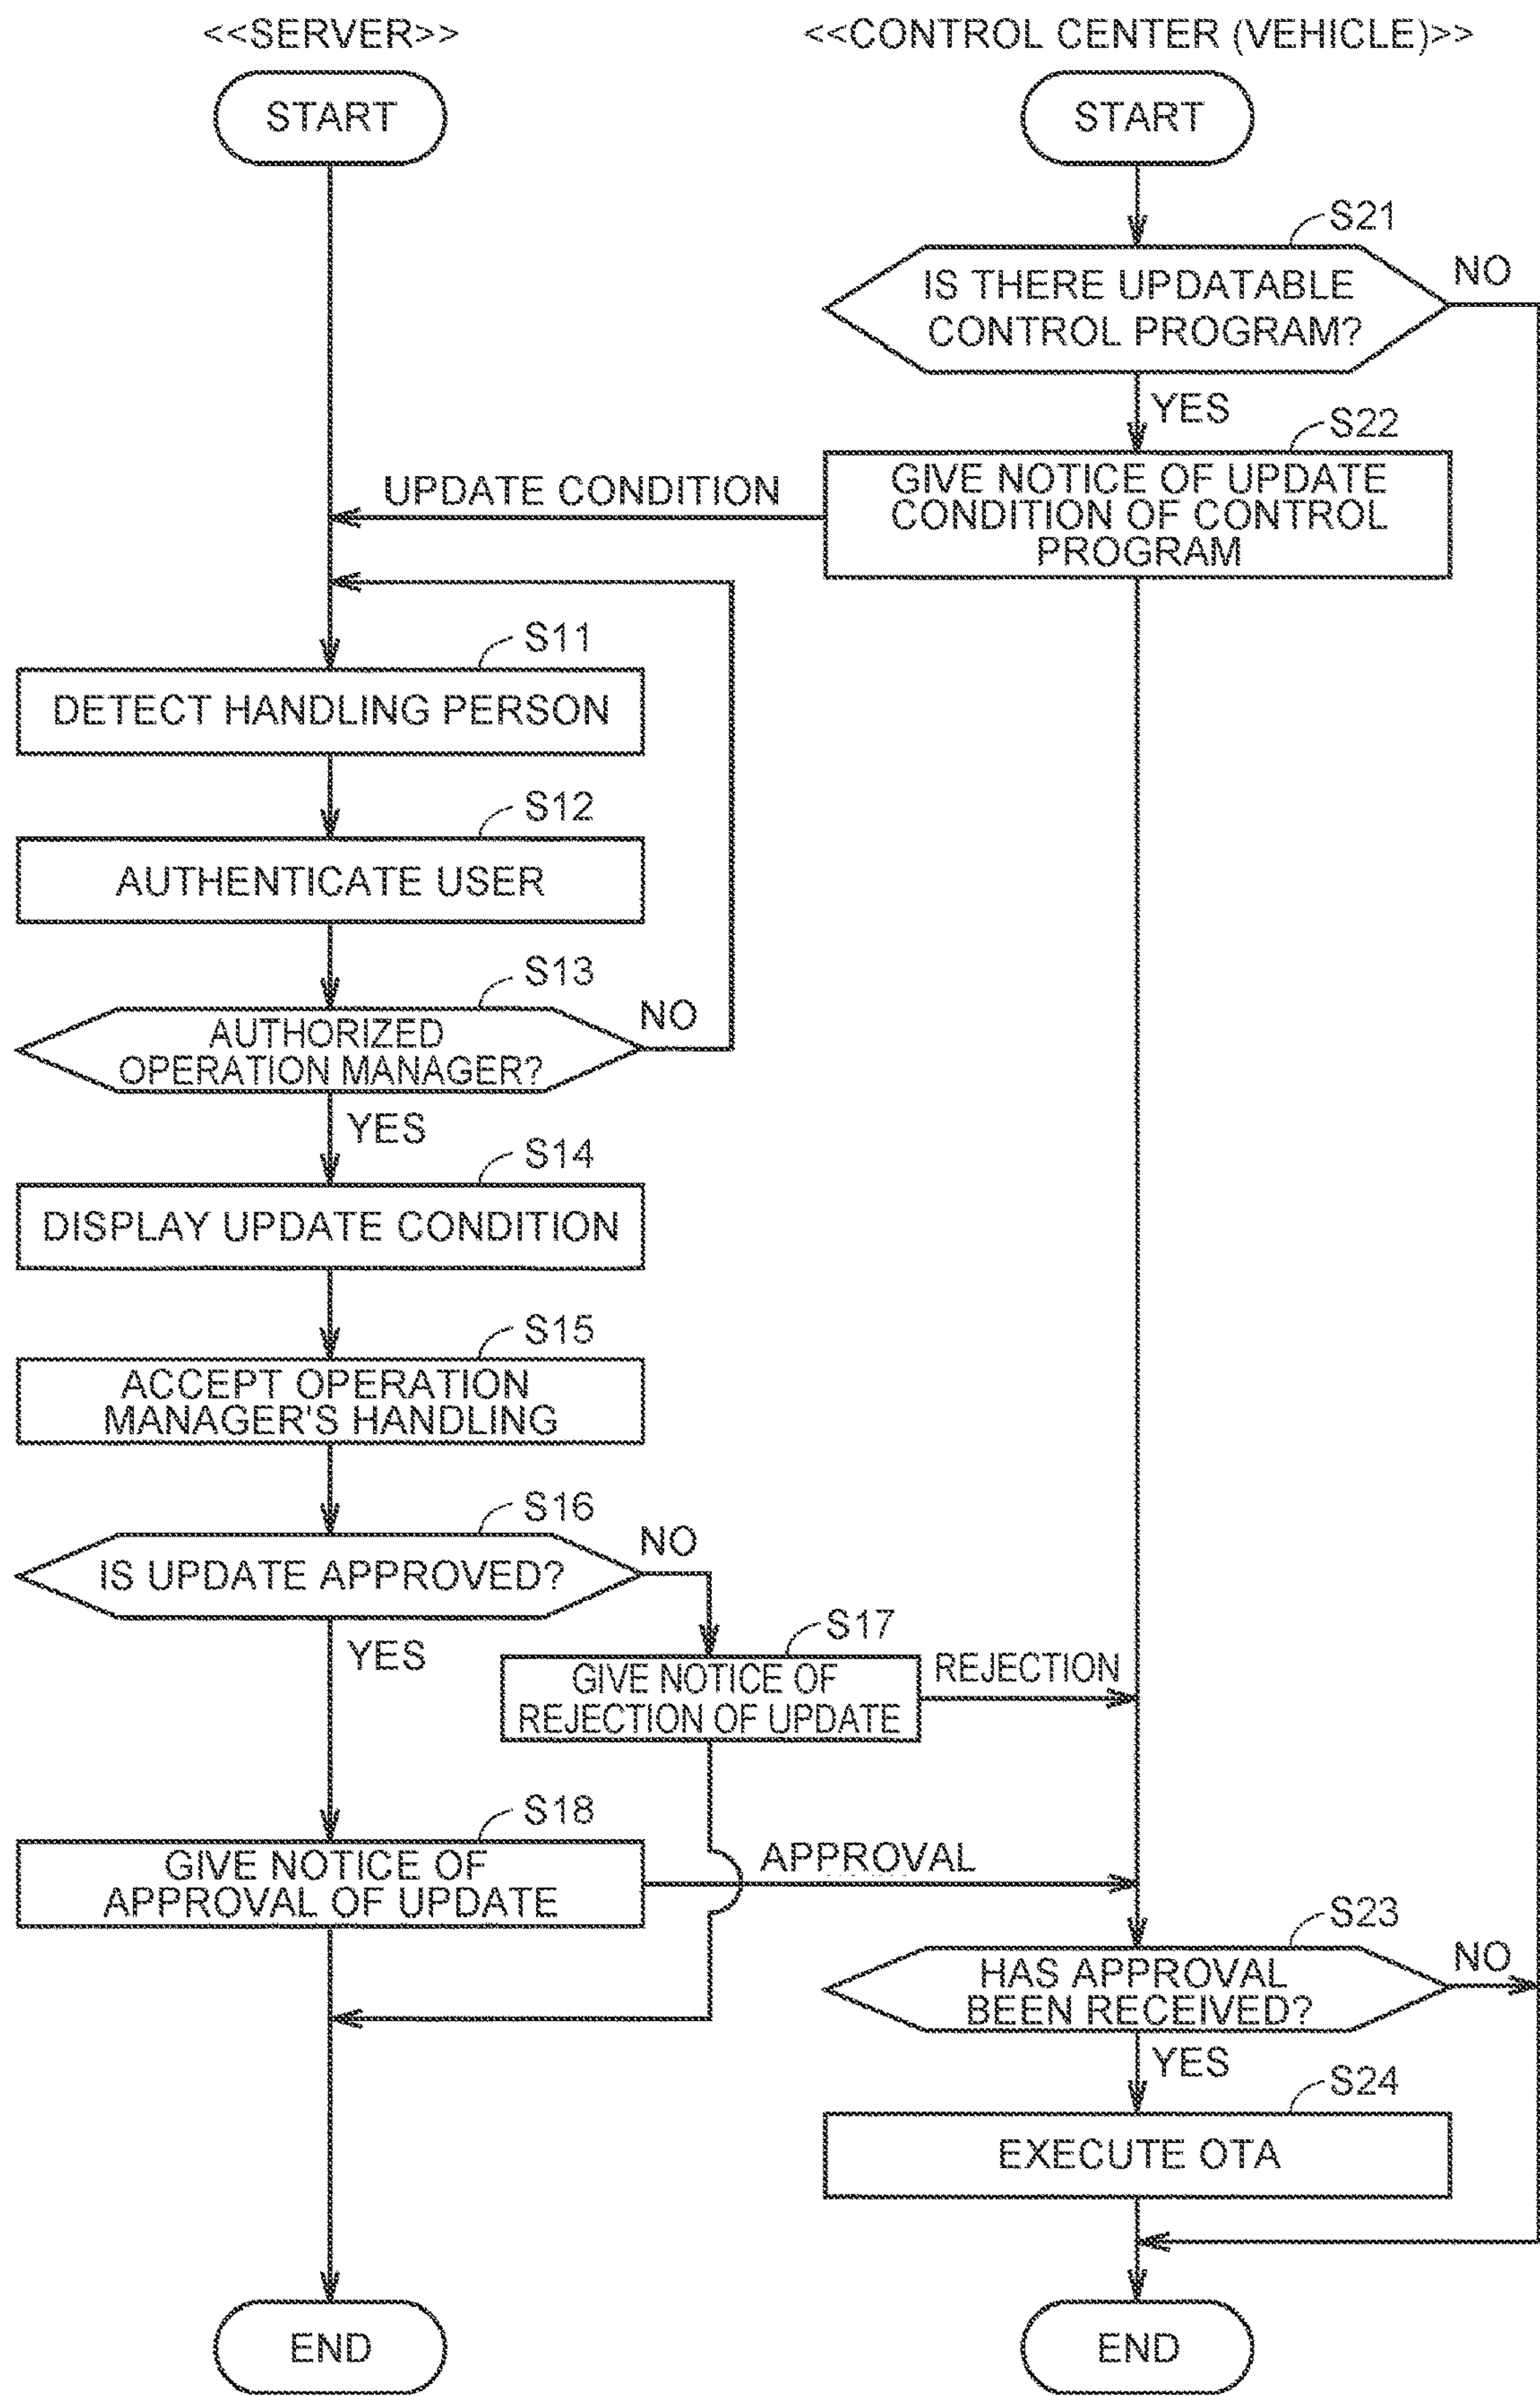 <<SERVER>>
<<CONTROL CENTER (VEHICLE)>>
START
START
S21
IS THERE UPDATABLE
CONTROL PROGRAM?
NO
YES
S22
GIVE NOTICE OF UPDATE
CONDITION OF CONTROL
PROGRAM
UPDATE CONDITION
S11
DETECT HANDLING PERSON
S12
AUTHENTICATE USER
S13
AUTHORIZED
OPERATION MANAGER?
NO
YES
S14
DISPLAY UPDATE CONDITION
S15
ACCEPT OPERATION
MANAGER'S HANDLING
S16
IS UPDATE APPROVED?
NO
YES
S17
GIVE NOTICE OF
REJECTION OF UPDATE
REJECTION
S18
GIVE NOTICE OF
APPROVAL OF UPDATE
APPROVAL
S23
HAS APPROVAL
BEEN RECEIVED?
NO
YES
S24
EXECUTE OTA
END
END